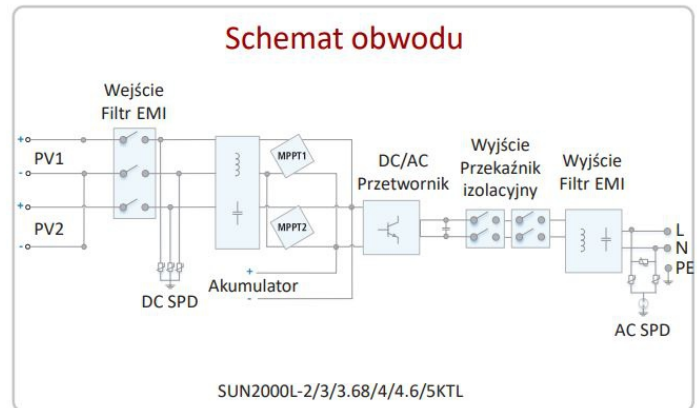 Schemat obwodu
Wejście
Filtr EMI
+
PV1
-
+
PV2
-
DC SPD
MPPT1
MPPT2
+
Akumulator
-
DC/AC
Przetwornik
Wyjście
Przekaźnik
izolacyjny
Wyjście
Filtr EMI
L
N
PE
AC SPD
SUN2000L-2/3/3.68/4/4.6/5KTL